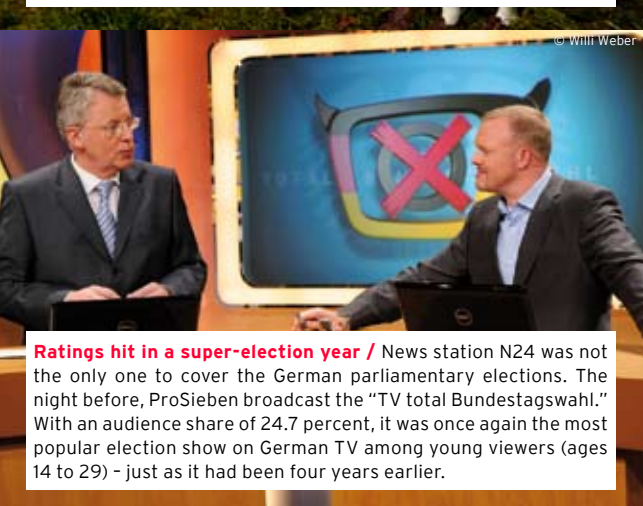 © Willi Weber
TOTAL
Ratings hit in a super-election year / News station N24 was not
the only one to cover the German parliamentary elections. The
night before, ProSieben broadcast the “TV total Bundestagswahl.”
With an audience share of 24.7 percent, it was once again the most
popular election show on German TV among young viewers (ages
14 to 29) – just as it had been four years earlier.